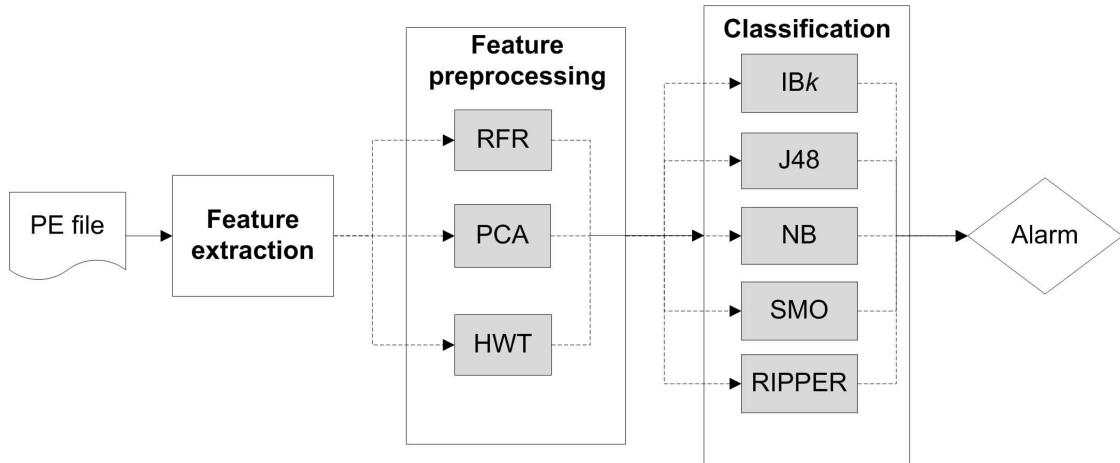 PE file
Feature
extraction
Feature
preprocessing
RFR
PCA
HWT
Classification
IBk
J48
NB
SMO
RIPPER
Alarm